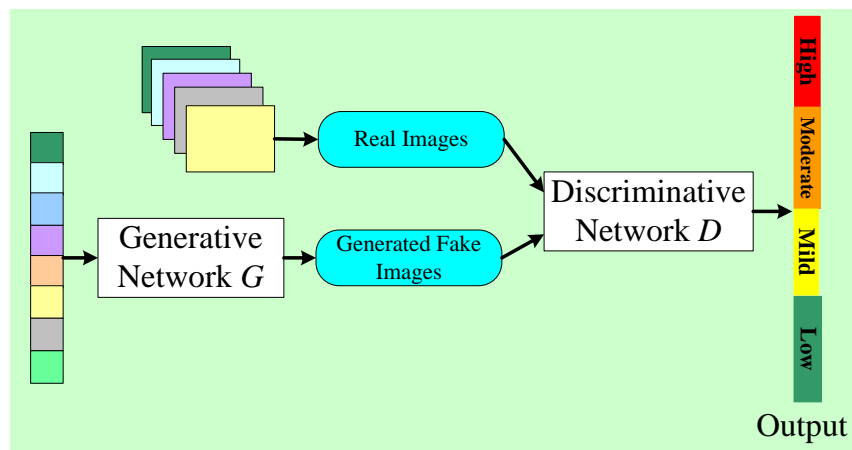 Real Images
Generative
Network G
Generated Fake
Images
Discriminative
Network D
High
Moderate
Mild
Low
Output